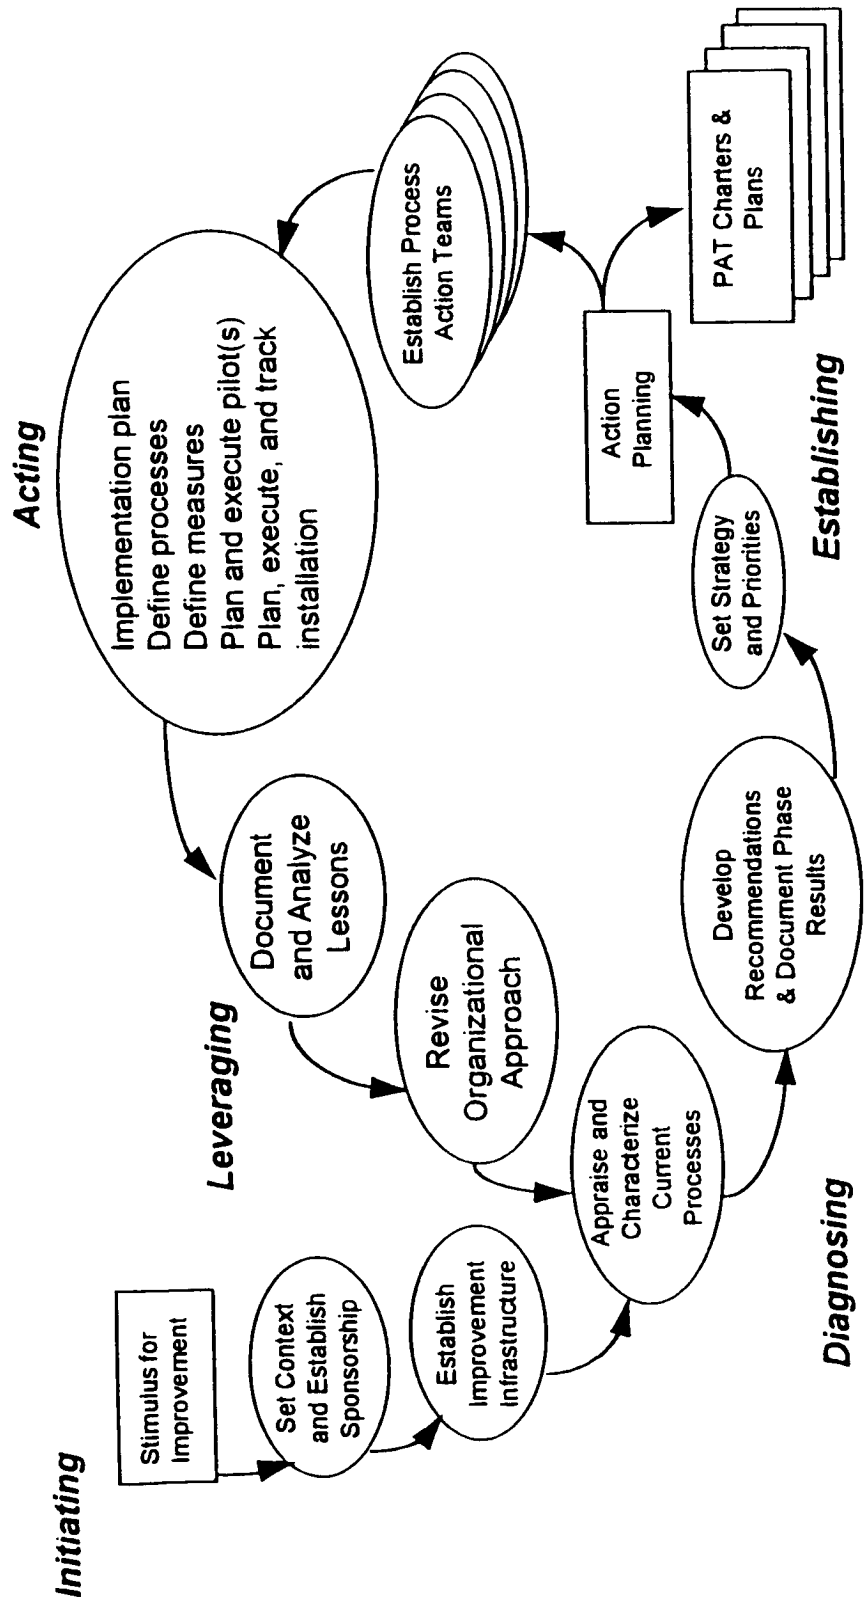 Initiating
Stimulus for
Improvement
Set Context
and Establish
Sponsorship
Establish
Improvement
Infrastructure
Leveraging
Document
and Analyze
Lessons
Revise
Organizational
Approach
Acting
Implementation plan
Define processes
Define measures
Plan and execute pilot(s)
Plan, execute, and track
installation
Diagnosing
Appraise and
Characterize
Current
Processes
Develop
Recommendations
& Document Phase
Results
Establishing
Set Strategy
and Priorities
Action
Planning
Establish Process
Action Teams
PAT Charters &
Plans